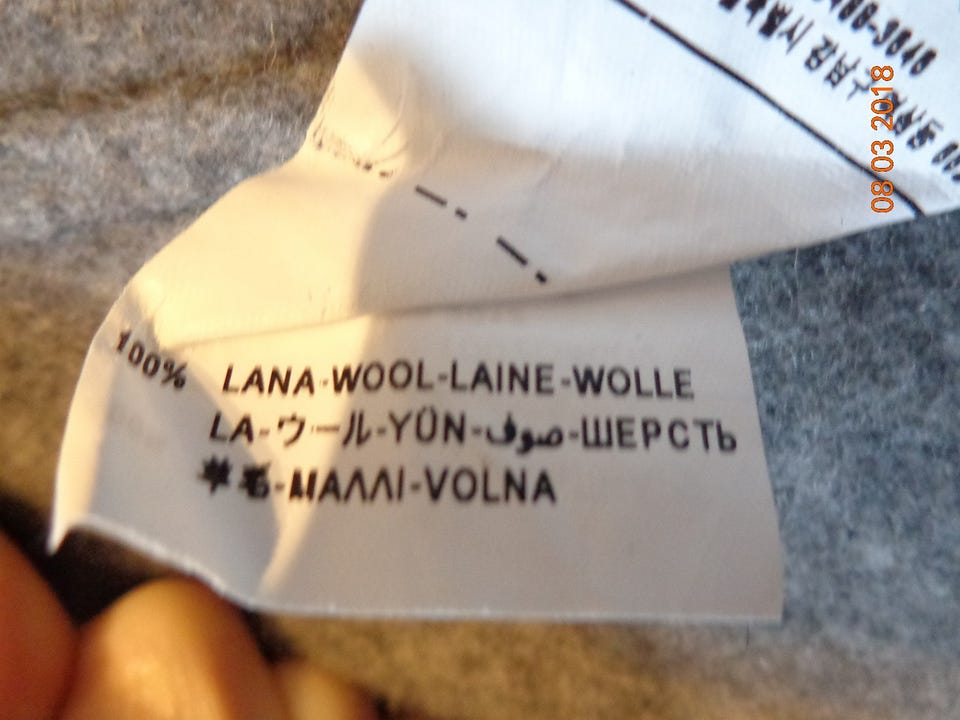 08 03 2018
100% LANA-WOOL-LAINE-WOLLE
LA-ウール-YÜN-صوف-ШЕРСТЬ
羊毛-ΜΑΛΛΙ-VOLNA